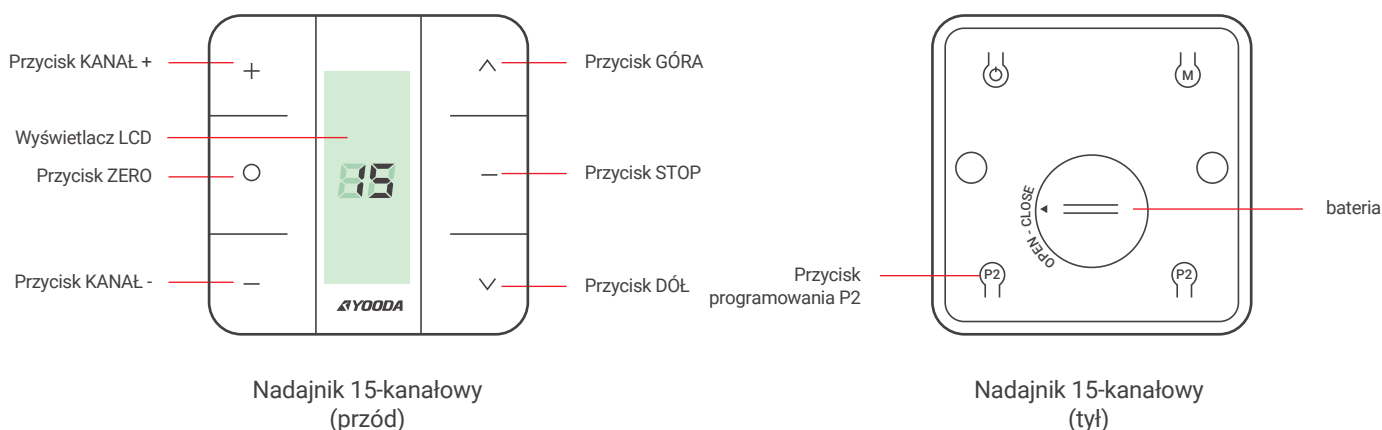 Przycisk KANAŁ +
Wyświetlacz LCD
Przycisk ZERO
Przycisk KANAŁ -
+
−
15
YOODA
Przycisk GÓRA
Przycisk STOP
Przycisk DÓŁ
Nadajnik 15-kanałowy
(przód)
M
OPEN - CLOSE
P2
P2
bateria
Przycisk
programowania P2
Nadajnik 15-kanałowy
(tył)